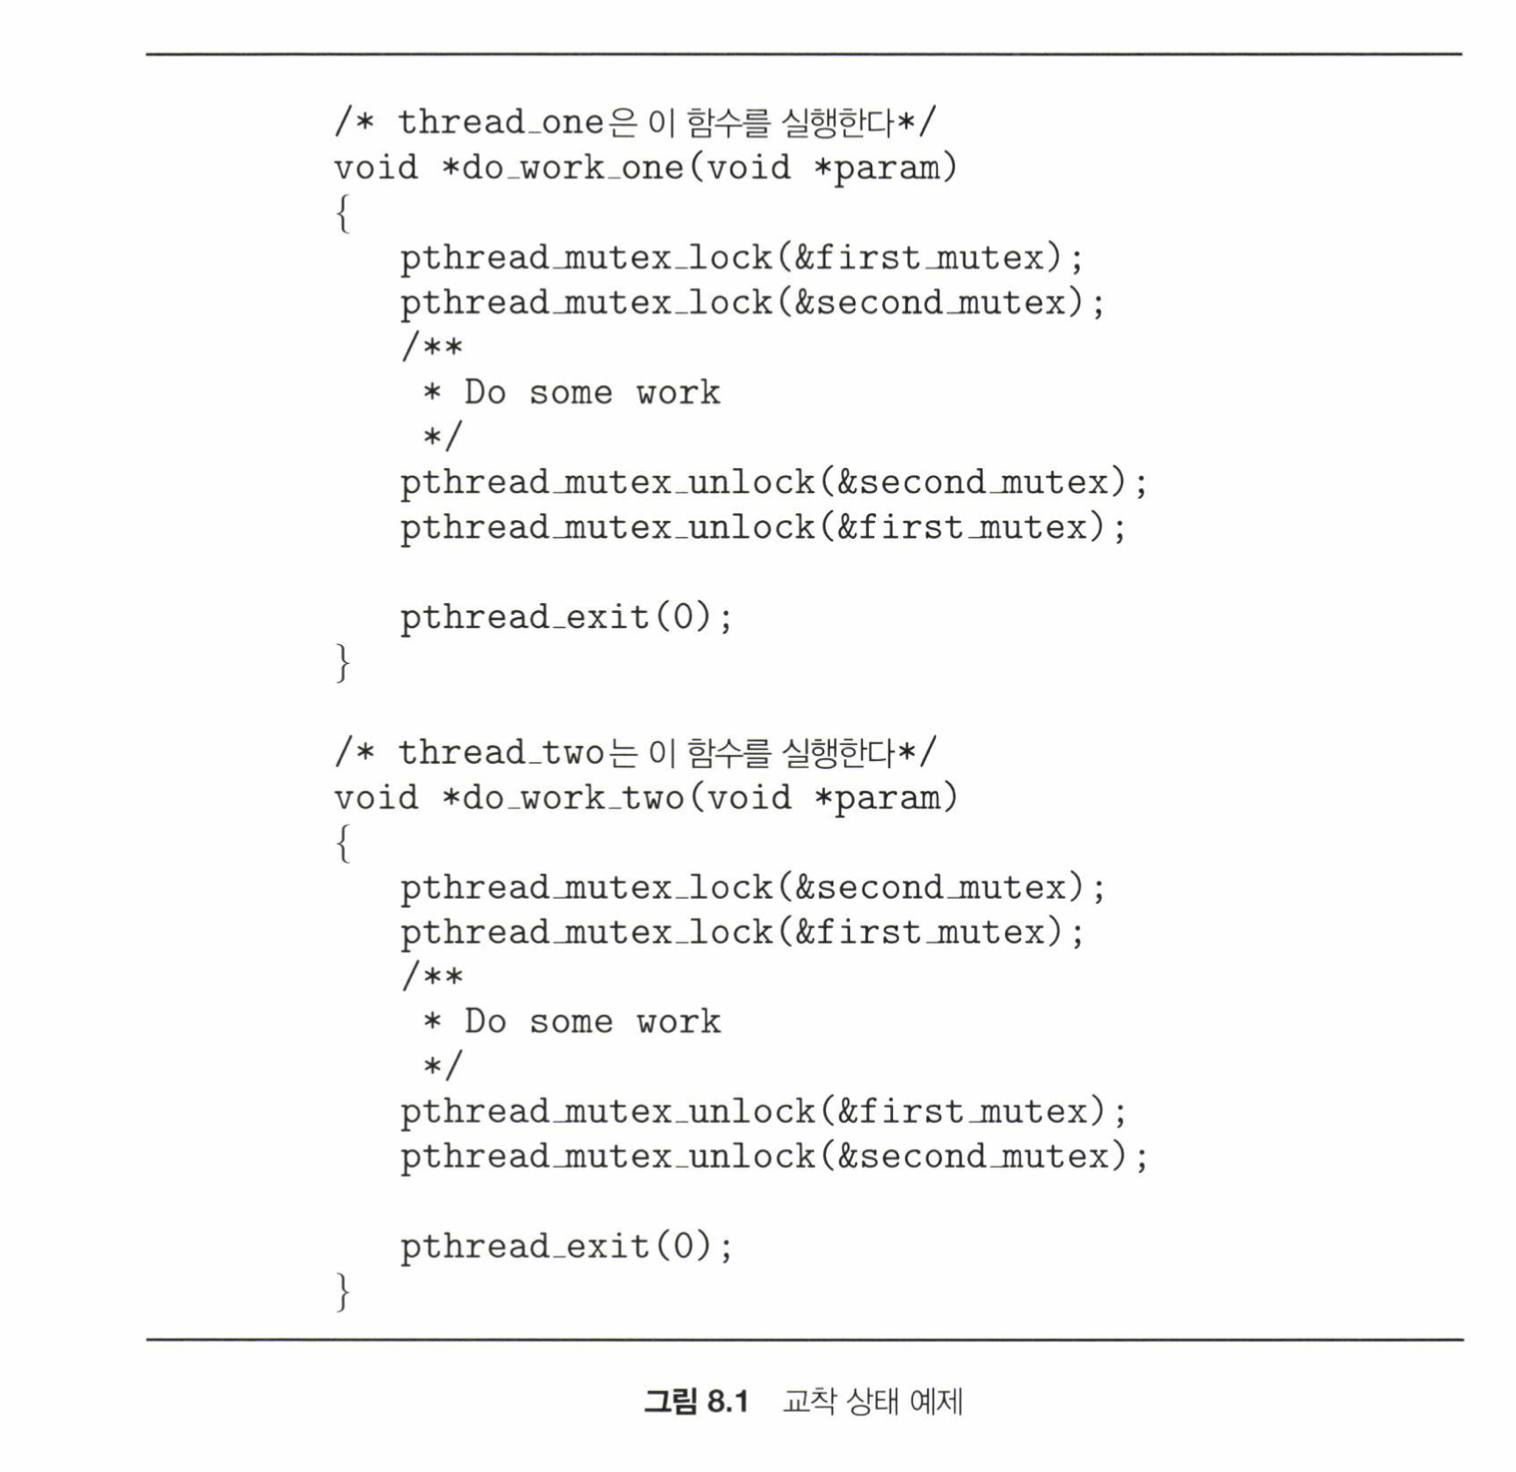 /* thread_one은 이 함수를 실행한다*/
void *do_work_one(void *param)
{
pthread_mutex_lock(&first_mutex);
pthread_mutex_lock(&second_mutex);
/**
* Do some work
*/
pthread_mutex_unlock(&second_mutex);
pthread_mutex_unlock(&first_mutex);
pthread_exit(0);
}
/* thread_two는 이 함수를 실행한다*/
void *do_work_two(void *param)
{
pthread_mutex_lock(&second_mutex);
pthread_mutex_lock(&first_mutex);
/**
* Do some work
*/
pthread_mutex_unlock(&first_mutex);
pthread_mutex_unlock(&second_mutex);
pthread_exit(0);
}
그림 8.1 교착 상태 예제